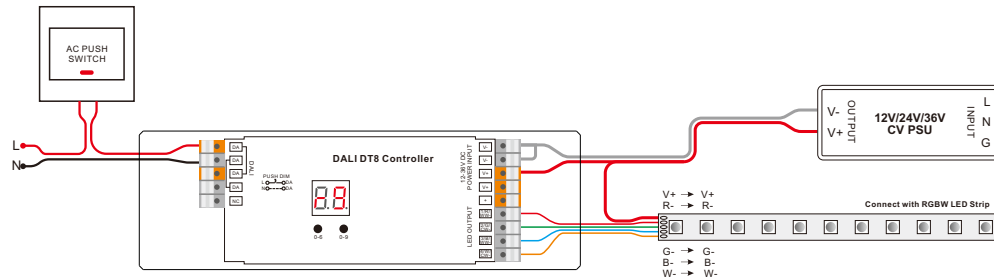 AC PUSH
SWITCH
L
N
DA
DA
DA
DA
NC
DALI
PUSH DIM
L DA
N DA
DALI DT8 Controller
0-6
0-9
12-36V DC
POWER INPUT
V-
V-
V+
V+
+
LED OUTPUT
V-
V+
OUTPUT
12V/24V/36V
CV PSU
INPUT
L
N
G
V+ → V+
R- → R-
Connect with RGBW LED Strip
G- → G-
B- → B-
W- → W-